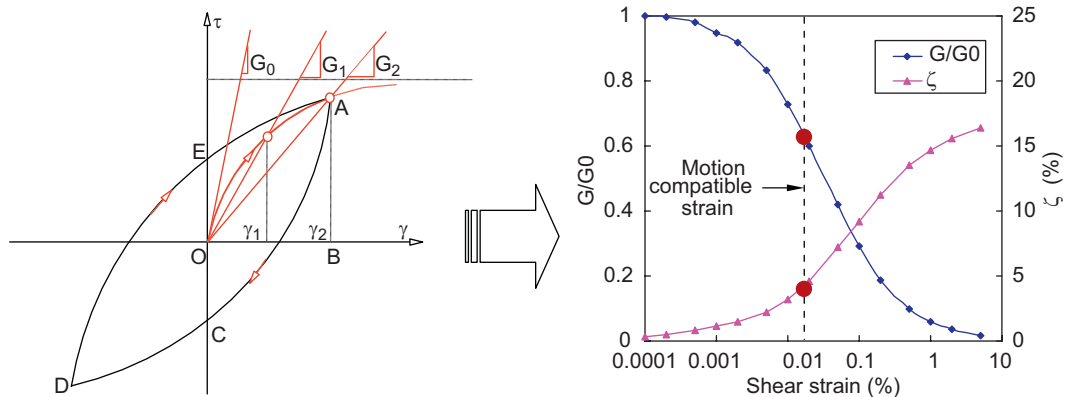 τ
G₀
G₁
G₂
A
E
O
γ₁
γ₂
γ
B
C
D
1
0.8
0.6
0.4
0.2
0
G/G0
25
20
15
10
5
0
ζ (%)
G/G0
ζ
Motion
compatible
strain
0.0001
0.001
0.01
0.1
1
10
Shear strain (%)